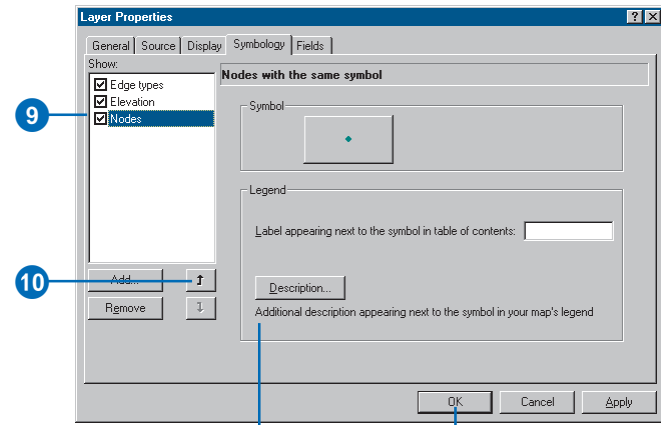 Layer Properties
General Source Display Symbology Fields
Show:
Edge types
Elevation
Nodes
9
Nodes with the same symbol
Symbol
Legend
Label appearing next to the symbol in table of contents:
10
Add...
Remove
Description...
Additional description appearing next to the symbol in your map's legend
OK Cancel Apply